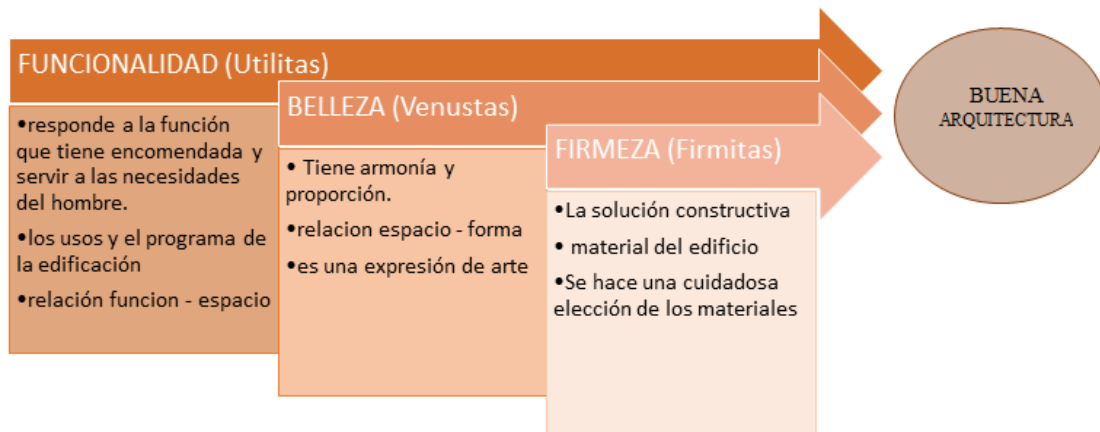 FUNCIONALIDAD (Utilitas)
•responde a la función
que tiene encomendada y
servir a las necesidades
del hombre.
•los usos y el programa de
la edificación
•relación funcion - espacio
BELLEZA (Venustas)
• Tiene armonía y
proporción.
•relacion espacio - forma
•es una expresión de arte
FIRMEZA (Firmitas)
•La solución constructiva
• material del edificio
•Se hace una cuidadosa
elección de los materiales
BUENA
ARQUITECTURA